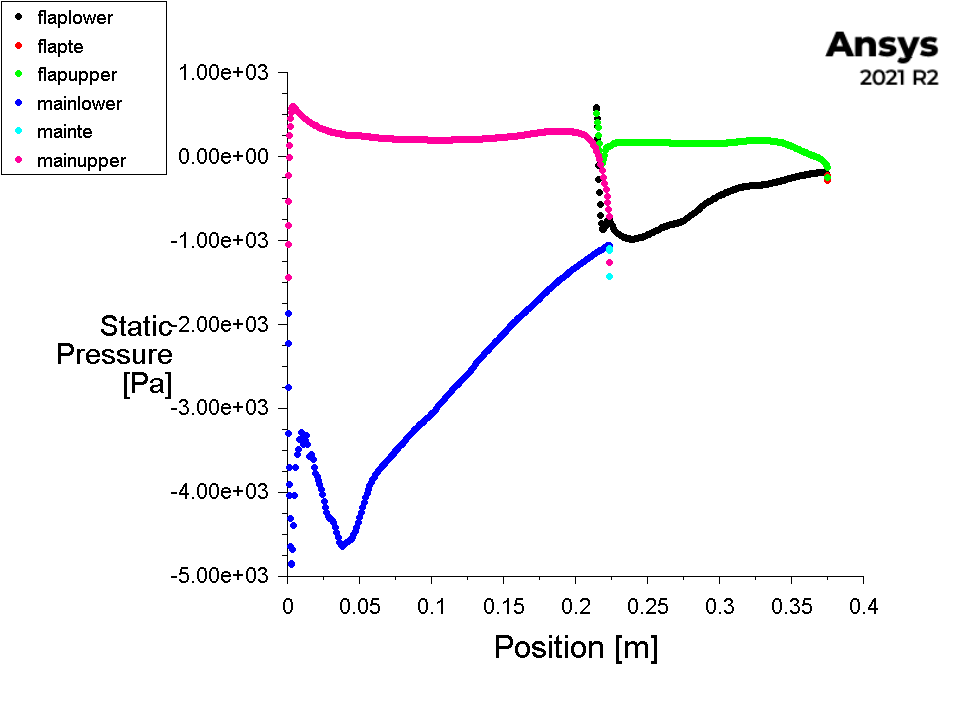 flaplower
flapte
flapupper
mainlower
mainte
mainupper
Ansys
2021 R2
1.00e+03
0.00e+00
-1.00e+03
-2.00e+03
-3.00e+03
-4.00e+03
-5.00e+03
Static
Pressure
[Pa]
0 0.05 0.1 0.15 0.2 0.25 0.3 0.35 0.4
Position [m]